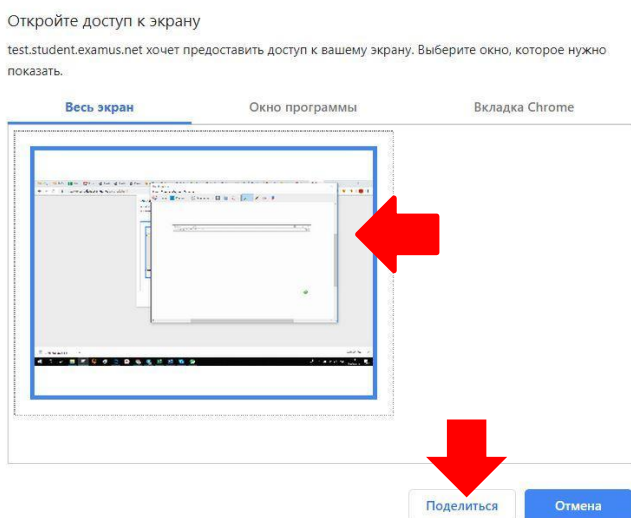 Откройте доступ к экрану
test.student.examus.net хочет предоставить доступ к вашему экрану. Выберите окно, которое нужно
показать.
Весь экран Окно программы Вкладка Chrome
Поделиться Отмена